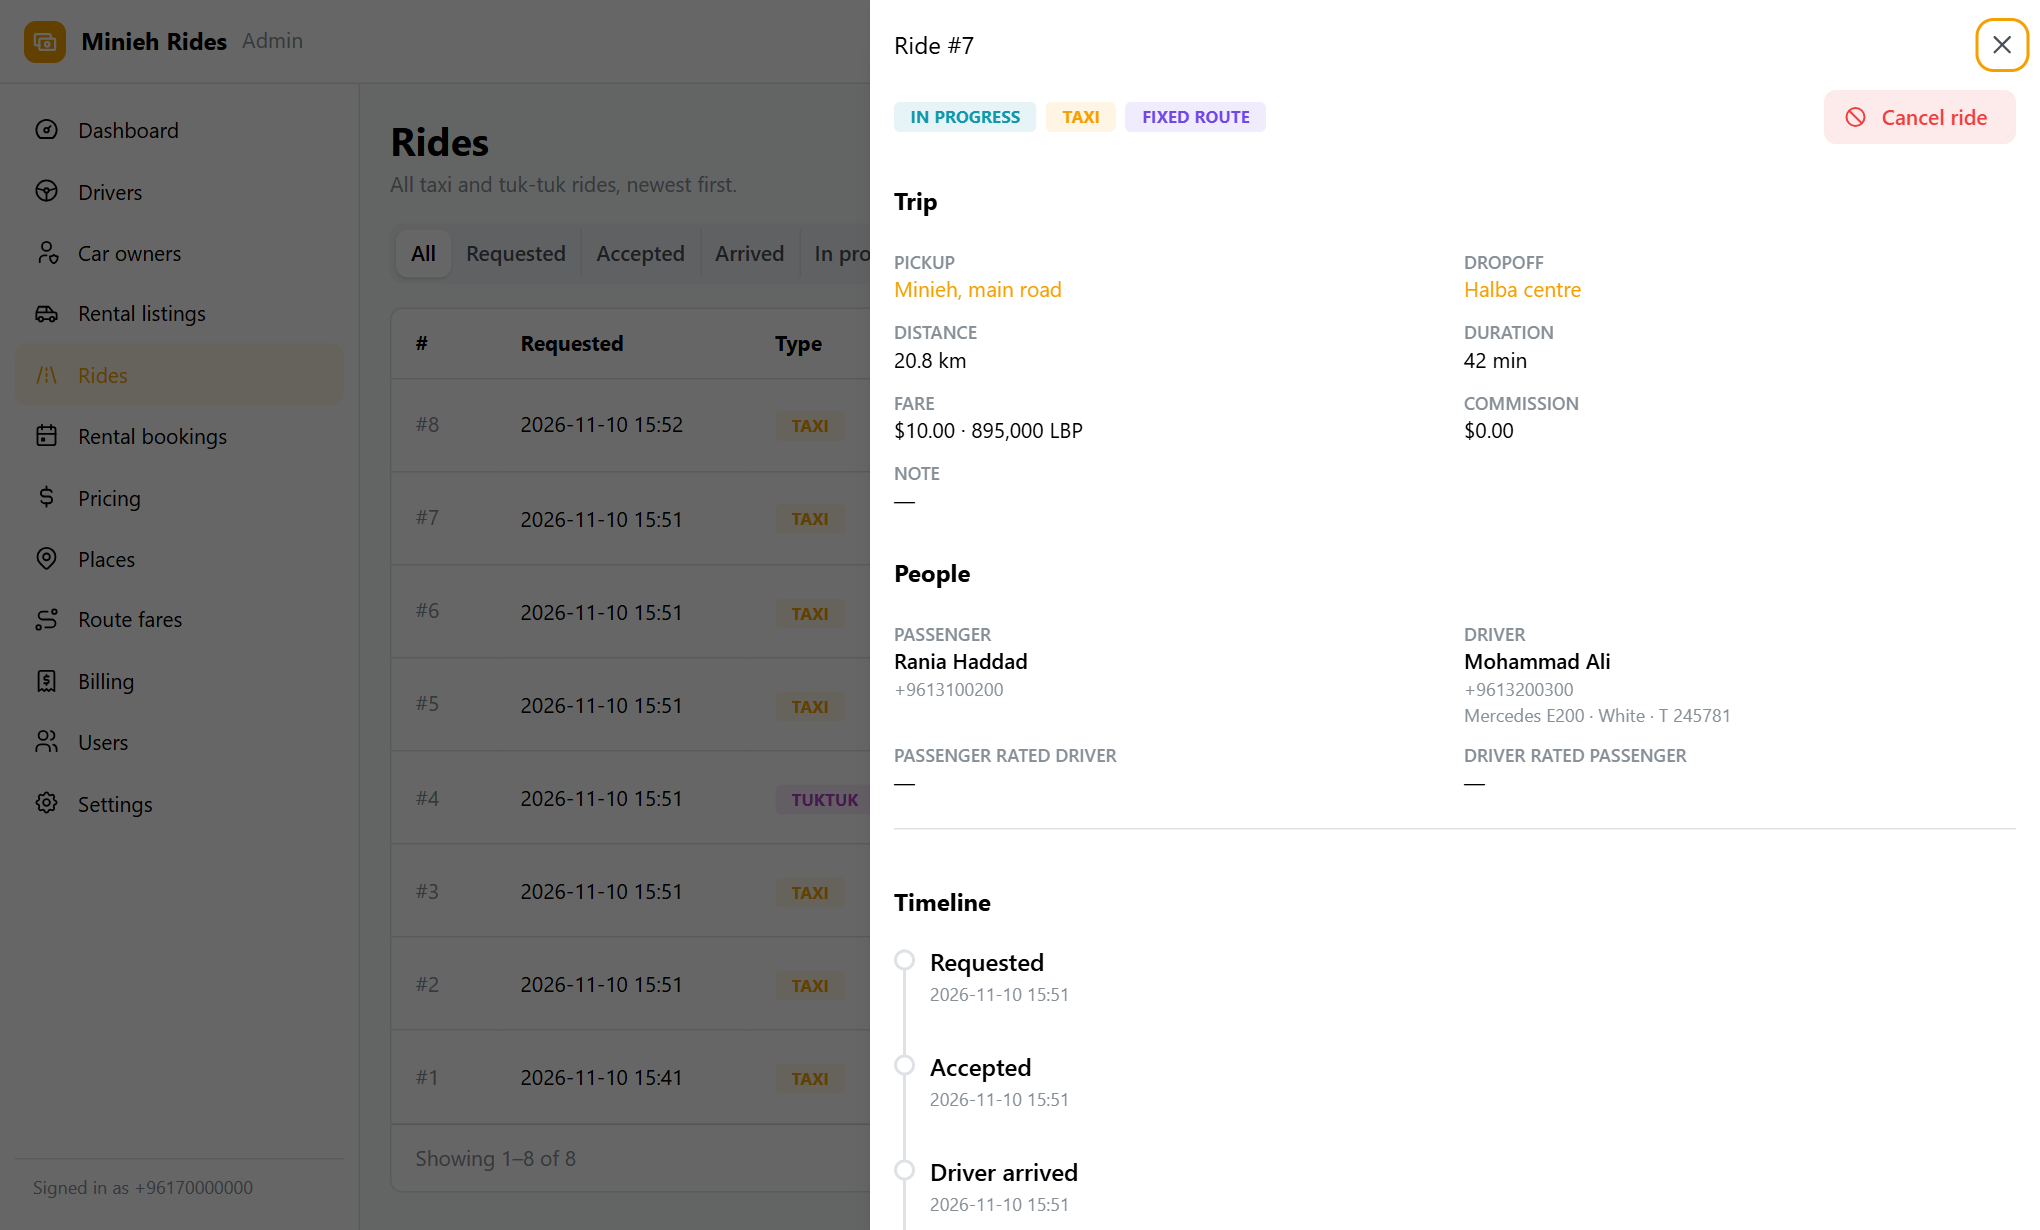 Minieh Rides Admin
Dashboard
Drivers
Car owners
Rental listings
Rides
Rental bookings
Pricing
Places
Route fares
Billing
Users
Settings
Signed in as +96170000000
Rides
All taxi and tuk-tuk rides, newest first.
All Requested Accepted Arrived In pro
# Requested Type
#8 2026-11-10 15:52 TAXI
#7 2026-11-10 15:51 TAXI
#6 2026-11-10 15:51 TAXI
#5 2026-11-10 15:51 TAXI
#4 2026-11-10 15:51 TUKTUK
#3 2026-11-10 15:51 TAXI
#2 2026-11-10 15:51 TAXI
#1 2026-11-10 15:41 TAXI
Showing 1–8 of 8
Ride #7
IN PROGRESS TAXI FIXED ROUTE
Cancel ride
Trip
PICKUP
Minieh, main road
DROPOFF
Halba centre
DISTANCE
20.8 km
DURATION
42 min
FARE
$10.00 · 895,000 LBP
COMMISSION
$0.00
NOTE
—
People
PASSENGER
Rania Haddad
+9613100200
DRIVER
Mohammad Ali
+9613200300
Mercedes E200 · White · T 245781
PASSENGER RATED DRIVER
—
DRIVER RATED PASSENGER
—
Timeline
Requested
2026-11-10 15:51
Accepted
2026-11-10 15:51
Driver arrived
2026-11-10 15:51